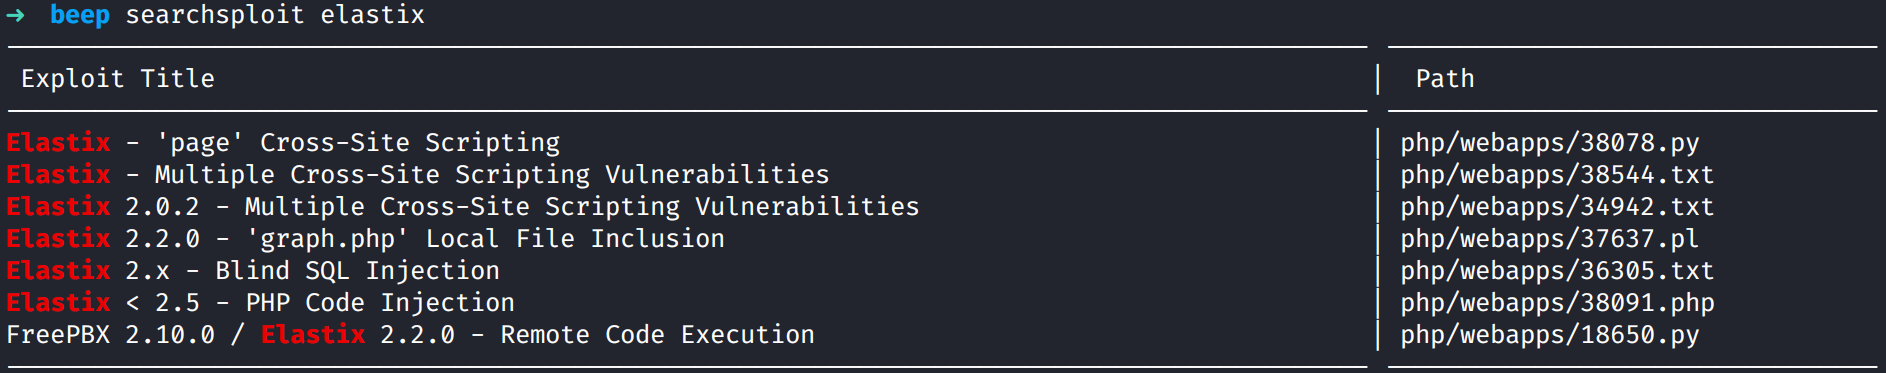 → beep searchsploit elastix
Exploit Title | Path
Elastix - 'page' Cross-Site Scripting | php/webapps/38078.py
Elastix - Multiple Cross-Site Scripting Vulnerabilities | php/webapps/38544.txt
Elastix 2.0.2 - Multiple Cross-Site Scripting Vulnerabilities | php/webapps/34942.txt
Elastix 2.2.0 - 'graph.php' Local File Inclusion | php/webapps/37637.pl
Elastix 2.x - Blind SQL Injection | php/webapps/36305.txt
Elastix < 2.5 - PHP Code Injection | php/webapps/38091.php
FreePBX 2.10.0 / Elastix 2.2.0 - Remote Code Execution | php/webapps/18650.py